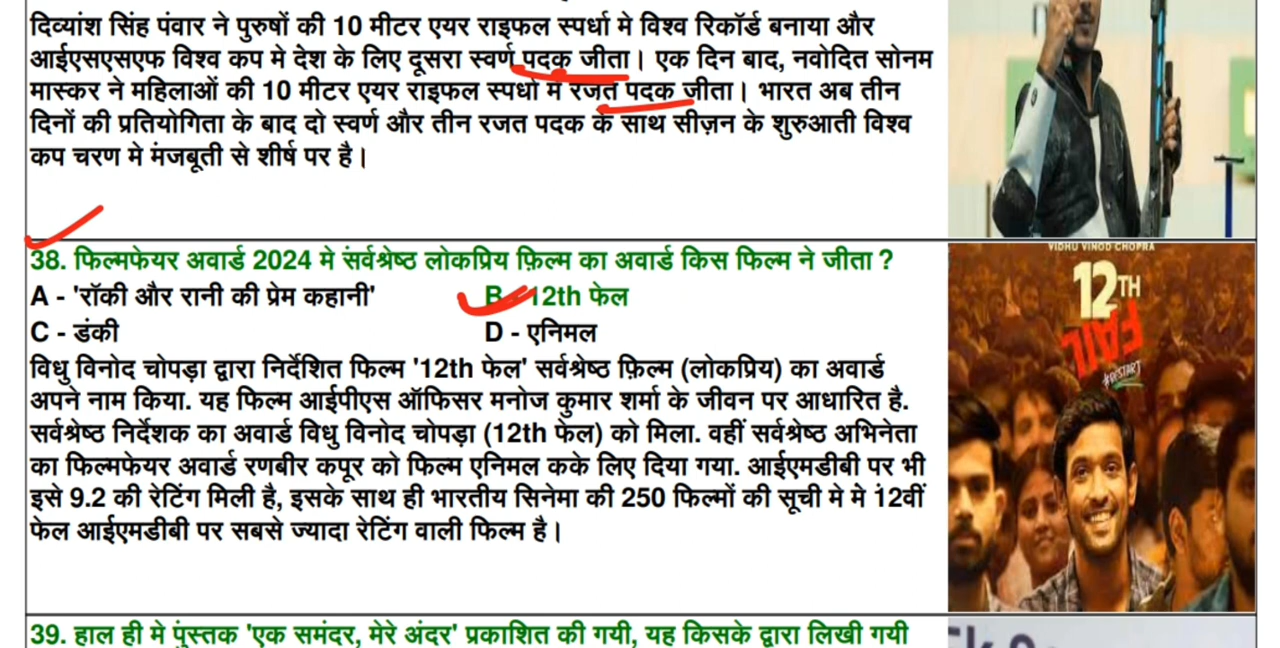 दिव्यांश सिंह पंवार ने पुरुषों की 10 मीटर एयर राइफल स्पर्धा मे विश्व रिकॉर्ड बनाया और
आईएसएसएफ विश्व कप मे देश के लिए दूसरा स्वर्ण पदक जीता। एक दिन बाद, नवोदित सोनम
मास्कर ने महिलाओं की 10 मीटर एयर राइफल स्पर्धा मे रजत पदक जीता। भारत अब तीन
दिनों की प्रतियोगिता के बाद दो स्वर्ण और तीन रजत पदक के साथ सीज़न के शुरुआती विश्व
कप चरण मे मंजबूती से शीर्ष पर है।
38. फिल्मफेयर अवार्ड 2024 मे संर्वश्रेष्ठ लोकप्रिय फ़िल्म का अवार्ड किस फिल्म ने जीता ?
A - 'रॉकी और रानी की प्रेम कहानी' B - 12th फेल
C - डंकी D - एनिमल
विधु विनोद चोपड़ा द्वारा निर्देशित फिल्म '12th फेल' सर्वश्रेष्ठ फ़िल्म (लोकप्रिय) का अवार्ड
अपने नाम किया. यह फिल्म आईपीएस ऑफिसर मनोज कुमार शर्मा के जीवन पर आधारित है.
सर्वश्रेष्ठ निर्देशक का अवार्ड विधु विनोद चोपड़ा (12th फेल) को मिला. वहीं सर्वश्रेष्ठ अभिनेता
का फिल्मफेयर अवार्ड रणबीर कपूर को फिल्म एनिमल कके लिए दिया गया. आईएमडीबी पर भी
इसे 9.2 की रेटिंग मिली है, इसके साथ ही भारतीय सिनेमा की 250 फिल्मों की सूची मे मे 12वीं
फेल आईएमडीबी पर सबसे ज्यादा रेटिंग वाली फिल्म है।
VIDHU VINOD CHOPRA
12TH
FAIL
#RESTART
39. हाल ही मे पुंस्तक 'एक समंदर, मेरे अंदर' प्रकाशित की गयी, यह किसके द्वारा लिखी गयी